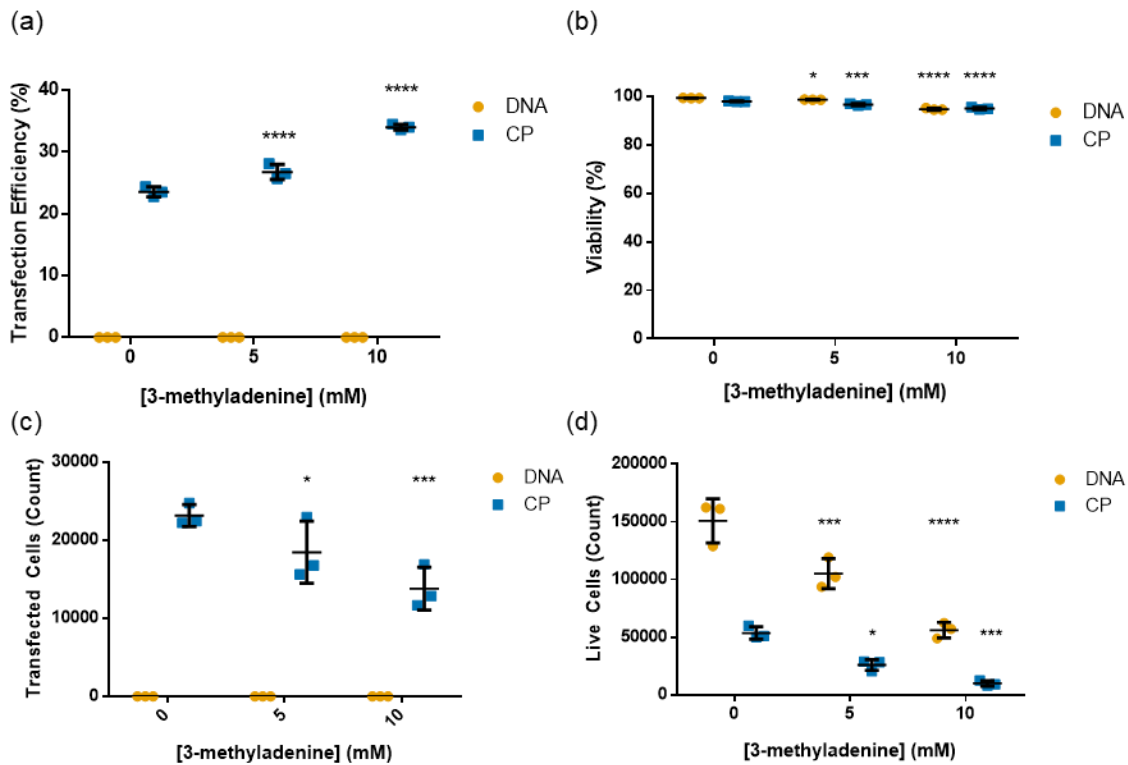 (a)
Transfection Efficiency (%)
40
30
20
10
0
****
****
DNA
CP
0
5
10
[3-methyladenine] (mM)
(b)
Viability (%)
100
80
60
40
20
0
*
***
****
****
DNA
CP
0
5
10
[3-methyladenine] (mM)
(c)
Transfected Cells (Count)
30000
20000
10000
0
*
***
DNA
CP
0
5
10
[3-methyladenine] (mM)
(d)
Live Cells (Count)
200000
150000
100000
50000
0
***
****
*
***
DNA
CP
0
5
10
[3-methyladenine] (mM)